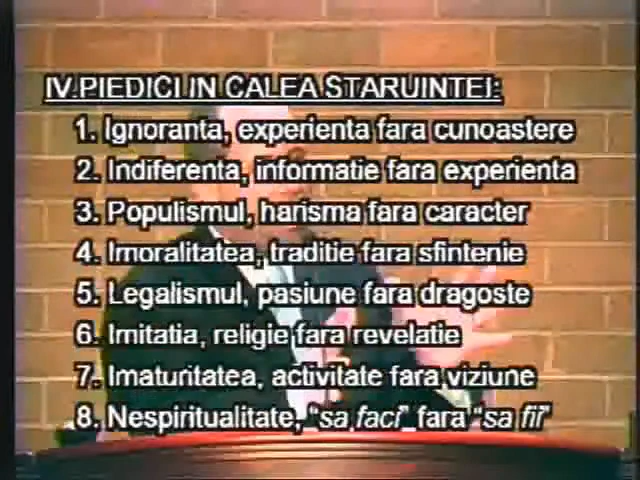 IV.PIEDICI IN CALEA STARUINTEI:
1. Ignoranta, experienta fara cunoastere
2. Indiferenta, informatie fara experienta
3. Populismul, harisma fara caracter
4. Imoralitatea, traditie fara sfintenie
5. Legalismul, pasiune fara dragoste
6. Imitatia, religie fara revelatie
7. Imaturitatea, activitate fara viziune
8. Nespiritualitate, "sa faci" fara "sa fii"